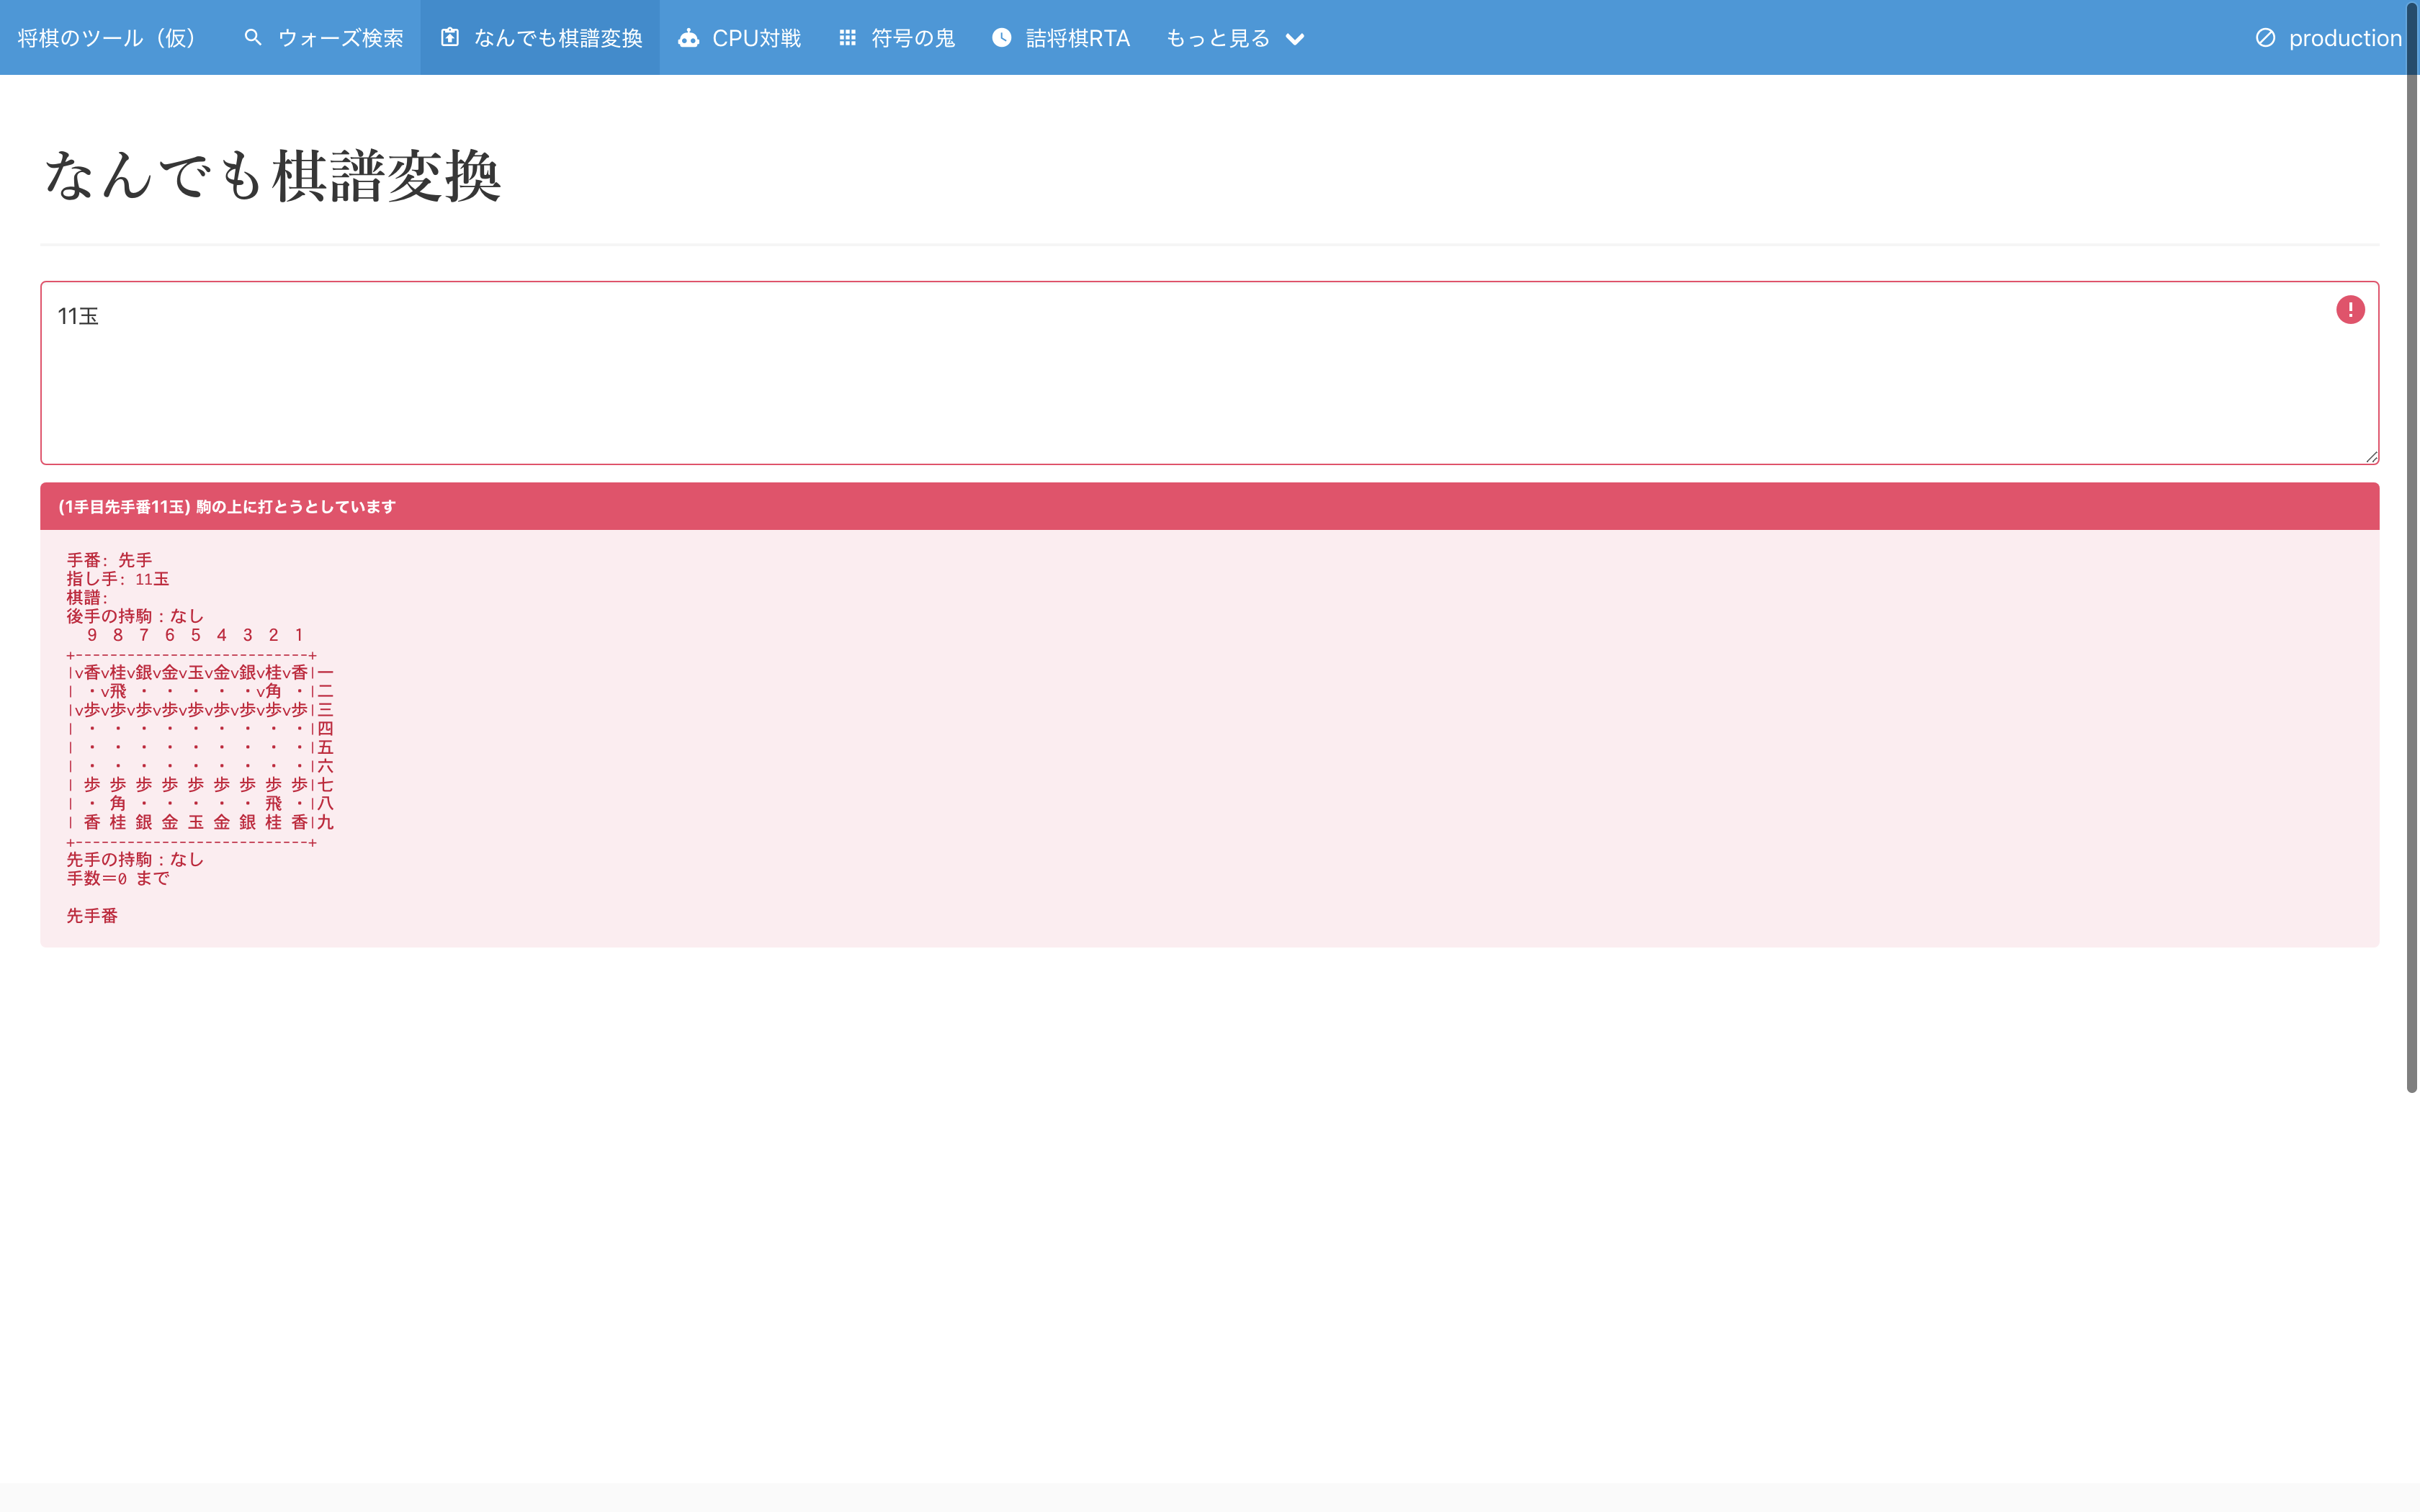 将棋のツール（仮） ウォーズ検索 なんでも棋譜変換 CPU対戦 符号の鬼 詰将棋RTA もっと見る production
なんでも棋譜変換
11玉
(1手目先手番11玉) 駒の上に打とうとしています
手番: 先手
指し手: 11玉
棋譜:
後手の持駒：なし
  9 8 7 6 5 4 3 2 1
+---------------------------+
|v香v桂v銀v金v玉v金v銀v桂v香|一
| ・v飛 ・ ・ ・ ・ ・v角 ・|二
|v歩v歩v歩v歩v歩v歩v歩v歩v歩|三
| ・ ・ ・ ・ ・ ・ ・ ・ ・|四
| ・ ・ ・ ・ ・ ・ ・ ・ ・|五
| ・ ・ ・ ・ ・ ・ ・ ・ ・|六
| 歩 歩 歩 歩 歩 歩 歩 歩 歩|七
| ・ 角 ・ ・ ・ ・ ・ 飛 ・|八
| 香 桂 銀 金 玉 金 銀 桂 香|九
+---------------------------+
先手の持駒：なし
手数＝0 まで
先手番